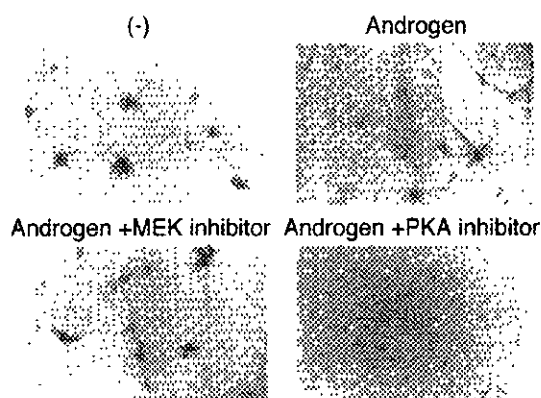 (-)
Androgen
Androgen +MEK inhibitor
Androgen +PKA inhibitor